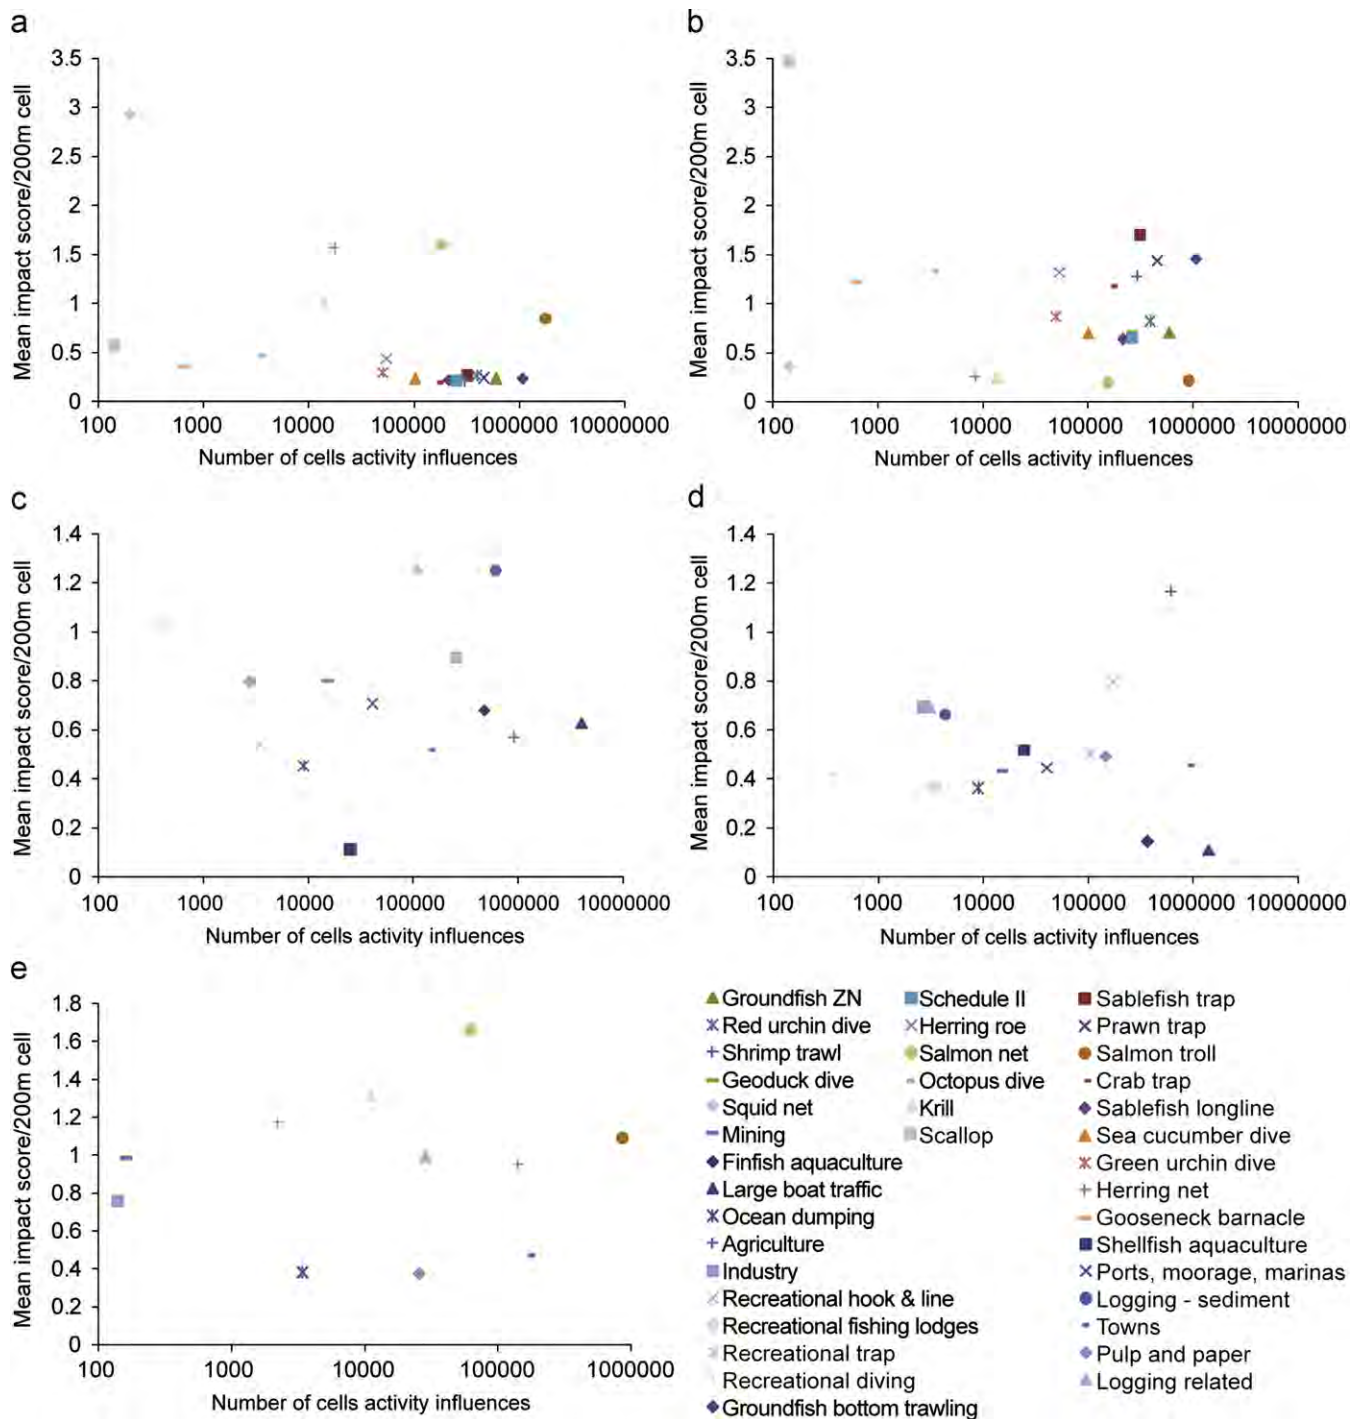 a
3.5
3
2.5
2
1.5
1
0.5
0
Mean impact score/200m cell
100 1000 10000 100000 1000000 10000000
Number of cells activity influences
b
3.5
3
2.5
2
1.5
1
0.5
0
Mean impact score/200m cell
100 1000 10000 100000 1000000 10000000
Number of cells activity influences
c
1.4
1.2
1
0.8
0.6
0.4
0.2
0
Mean impact score/200m cell
100 1000 10000 100000 1000000 10000000
Number of cells activity influences
d
1.4
1.2
1
0.8
0.6
0.4
0.2
0
Mean impact score/200m cell
100 1000 10000 100000 1000000 10000000
Number of cells activity influences
e
1.8
1.6
1.4
1.2
1
0.8
0.6
0.4
0.2
0
Mean impact score/200m cell
100 1000 10000 100000 1000000
Number of cells activity influences
Groundfish ZN
Red urchin dive
Shrimp trawl
Geoduck dive
Squid net
Mining
Finfish aquaculture
Large boat traffic
Ocean dumping
Agriculture
Industry
Recreational hook & line
Recreational fishing lodges
Recreational trap
Recreational diving
Groundfish bottom trawling
Schedule II
Herring roe
Salmon net
Octopus dive
Krill
Scallop
Sablefish trap
Prawn trap
Salmon troll
Crab trap
Sablefish longline
Sea cucumber dive
Green urchin dive
Herring net
Gooseneck barnacle
Shellfish aquaculture
Ports, moorage, marinas
Logging - sediment
Towns
Pulp and paper
Logging related